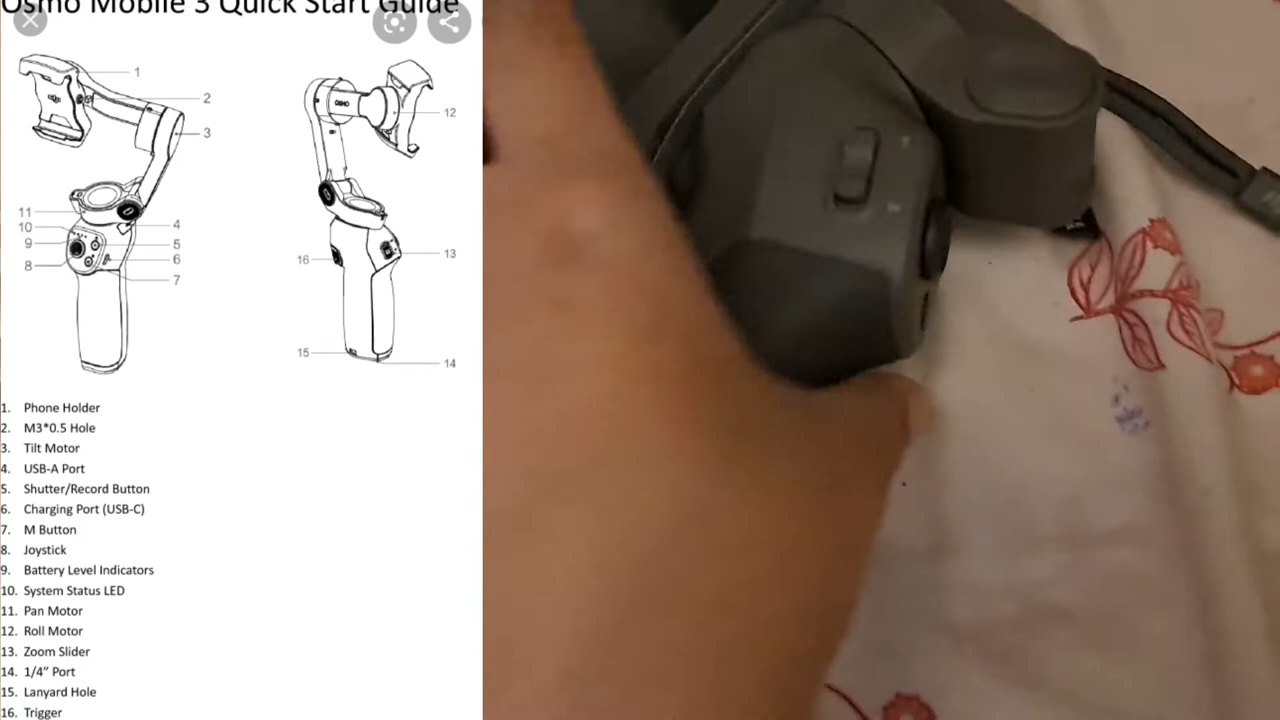 Osmo Mobile 3 Quick Start Guide
1
2
3
12
OSMO
11
10
9
8
4
5
6
7
16
13
15
14
1. Phone Holder
2. M3*0.5 Hole
3. Tilt Motor
4. USB-A Port
5. Shutter/Record Button
6. Charging Port (USB-C)
7. M Button
8. Joystick
9. Battery Level Indicators
10. System Status LED
11. Pan Motor
12. Roll Motor
13. Zoom Slider
14. 1/4” Port
15. Lanyard Hole
16. Trigger
T
W